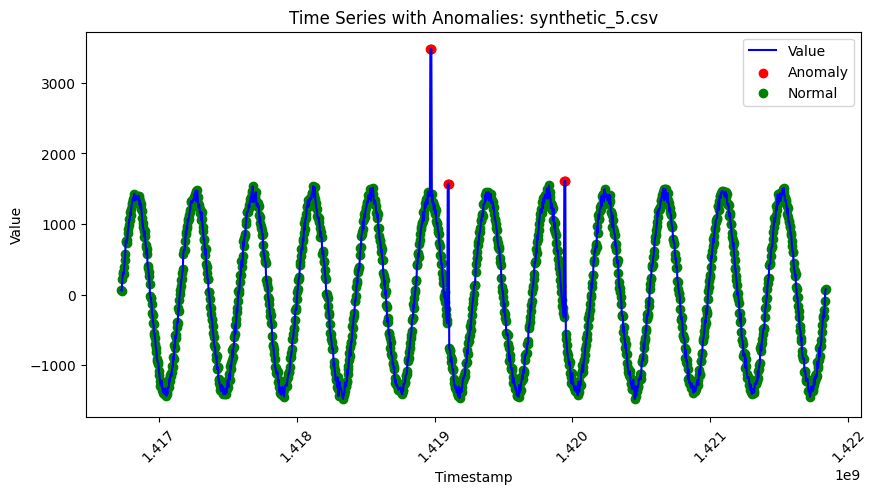 Time Series with Anomalies: synthetic_5.csv
Value
Anomaly
Normal
3000
2000
1000
0
−1000
Value
1.417
1.418
1.419
1.420
1.421
1.422
1e9
Timestamp